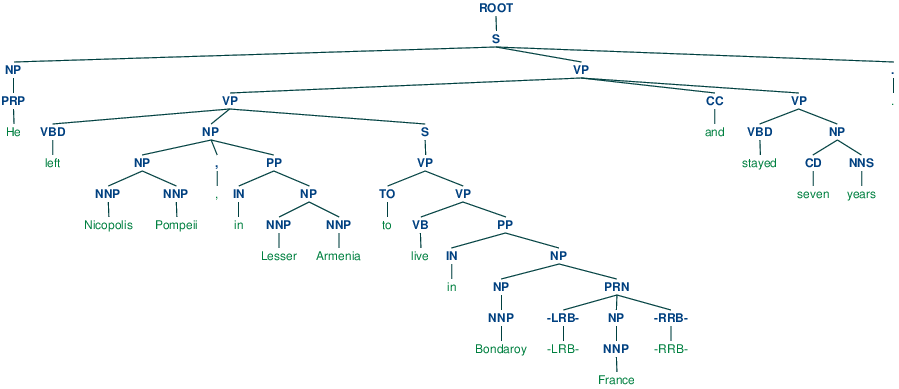 ROOT
S
NP VP .
PRP VP CC VP .
He VBD NP S and VBD NP
left NP , PP VP stayed CD NNS
NNP NNP , IN NP TO VP seven years
Nicopolis Pompeii in NNP NNP to VB PP
Lesser Armenia live IN NP
in NP PRN
NNP -LRB- NP -RRB-
Bondaroy -LRB- NNP -RRB-
France